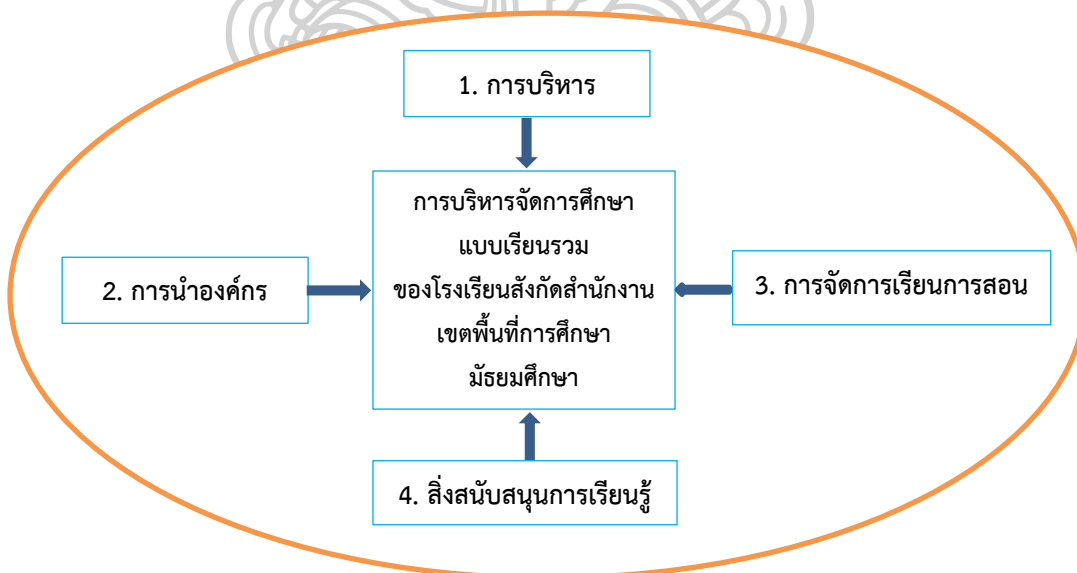 1. การบริหาร
การบริหารจัดการศึกษา
แบบเรียนรวม
ของโรงเรียนสังกัดสำนักงาน
เขตพื้นที่การศึกษา
มัธยมศึกษา
2. การนำองค์กร
3. การจัดการเรียนการสอน
4. สิ่งสนับสนุนการเรียนรู้